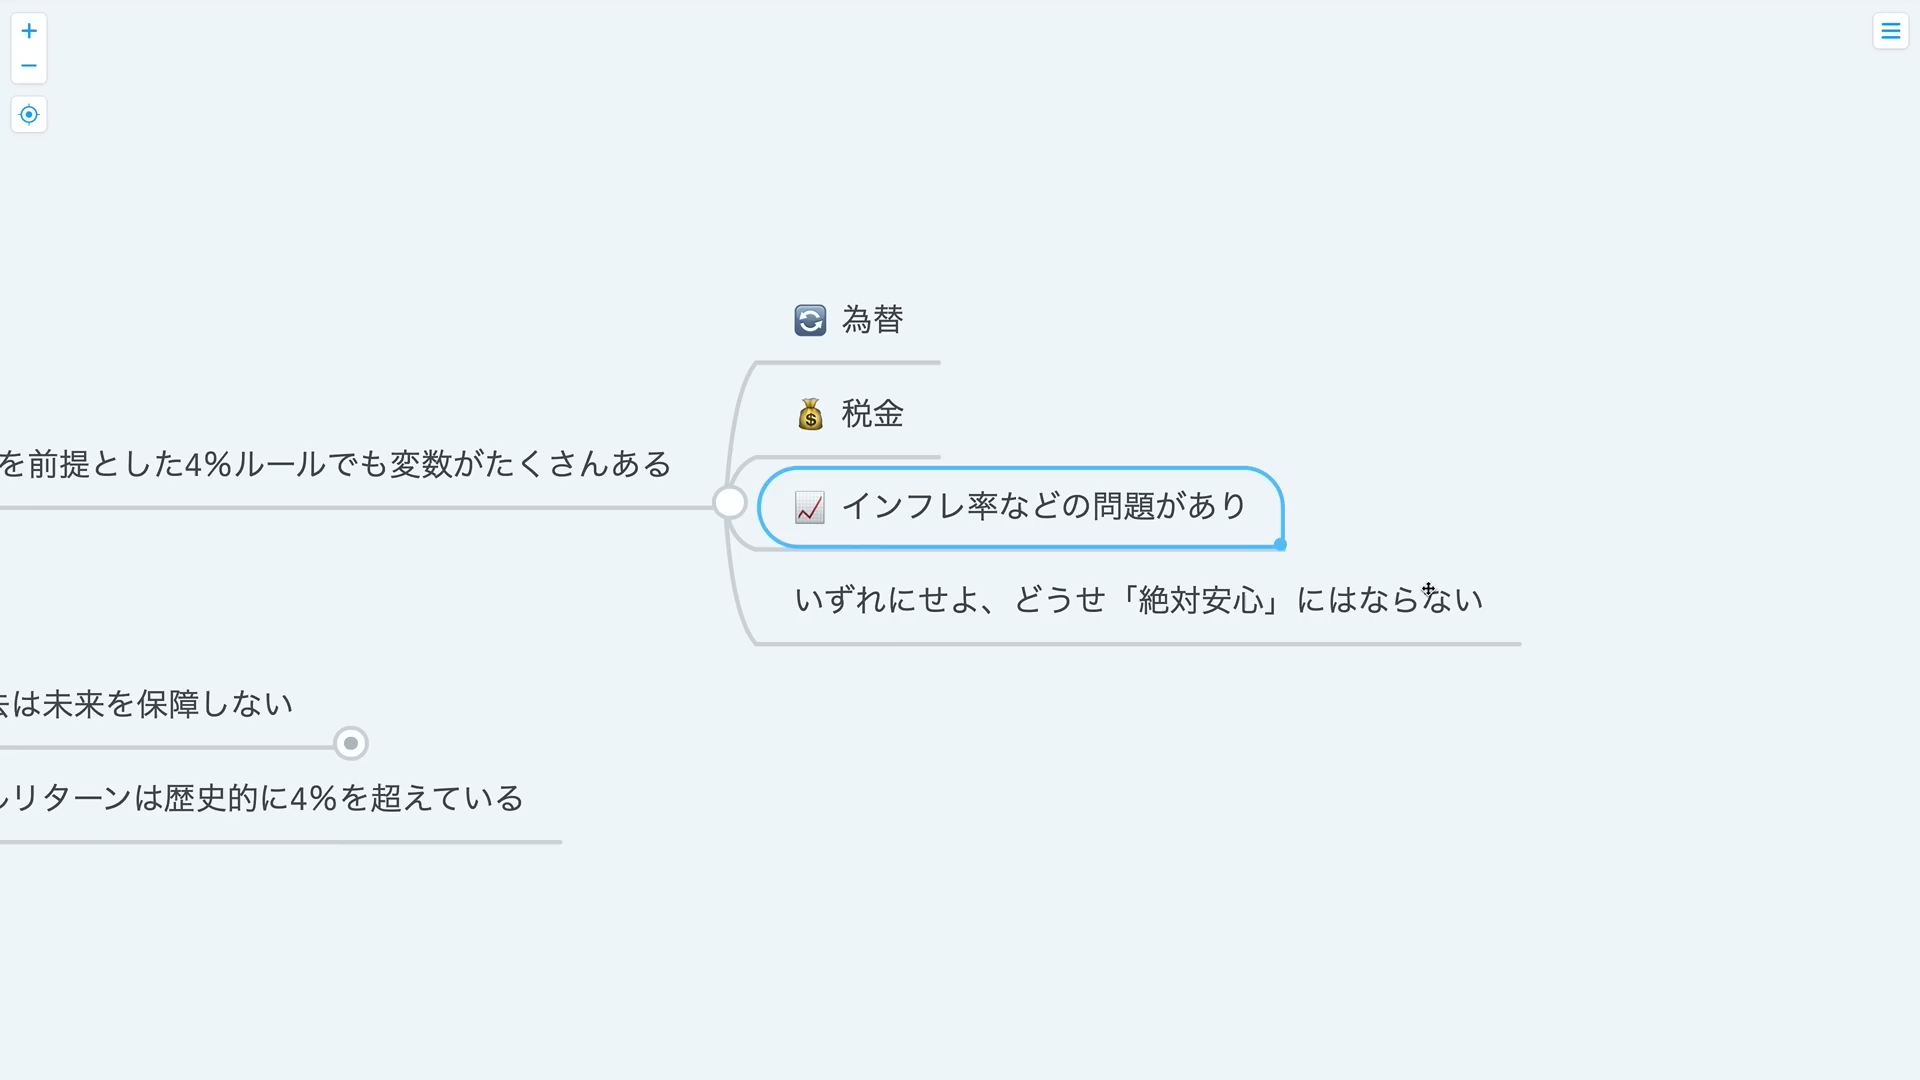 為替
税金
を前提とした4%ルールでも変数がたくさんある
インフレ率などの問題があり
いずれにせよ、どうせ「絶対安心」にはならない
は未来を保障しない
リターンは歴史的に4%を超えている